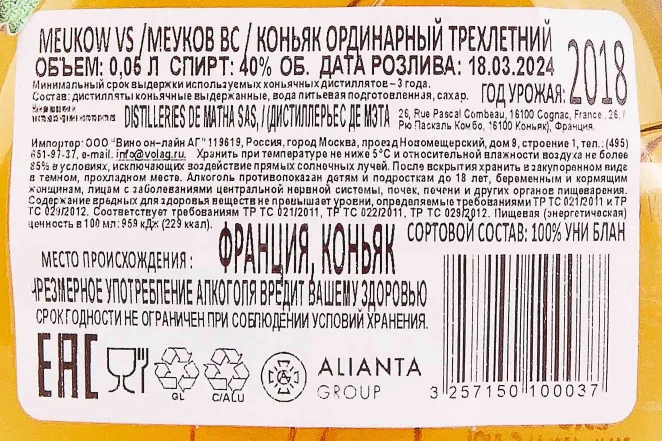 MEUKOW VS /МЕУКОВ ВС / КОНЬЯК ОРДИНАРНЫЙ ТРЕХЛЕТНИЙ
ОБЪЕМ: 0,05 Л СПИРТ: 40% ОБ. ДАТА РОЗЛИВА: 18.03.2024
Минимальный срок выдержки используемых коньячных дистиллятов – 3 года.
Состав: дистилляты коньячные выдержанные, вода питьевая подготовленная, сахар.
ГОД УРОЖАЯ: 2018
DISTILLERIES DE MATHA SAS, / (ДИСТИЛЛЕРЬЕС ДЕ МЭТА
26, Rue Pascal Combeau, 16100 Cognac, France, 26, /
Рю Паскаль Комбо, 16100 Коньяк), Франция.
Импортер: ООО "Вино он-лайн АГ" 119619, Россия, город Москва, проезд Новомещерский, дом 9, строение 1, тел.: (495)
651-97-37, e-mail. info@volag.ru. Хранить при температуре не ниже 5°С и относительной влажности воздуха не более
85% в условиях, исключающих воздействие прямых солнечных лучей. После вскрытия хранить в закупоренном виде
в темном, прохладном месте. Алкоголь противопоказан детям и подросткам до 18 лет, беременным и кормящим
женщинам, лицам с заболеваниями центральной нервной системы, почек, печени и других органов пищеварения.
Содержание вредных для здоровья веществ не превышает уровни, определяемые требованиями ТР ТС 021/2011 и ТР
ТС 029/2012. Соответствует требованиям ТР ТС 021/2011, ТР ТС 022/2011, ТР ТС 029/2012. Пищевая (энергетическая)
ценность в 100 мл: 959 кДж (229 ккал).
СОРТОВОЙ СОСТАВ: 100% УНИ БЛАН
МЕСТО ПРОИСХОЖДЕНИЯ: ФРАНЦИЯ, КОНЬЯК
ЧРЕЗМЕРНОЕ УПОТРЕБЛЕНИЕ АЛКОГОЛЯ ВРЕДИТ ВАШЕМУ ЗДОРОВЬЮ
СРОК ГОДНОСТИ НЕ ОГРАНИЧЕН ПРИ СОБЛЮДЕНИИ УСЛОВИЙ ХРАНЕНИЯ.
EAC
GL
C/ALU
ALIANTA
GROUP
3 257150 100037